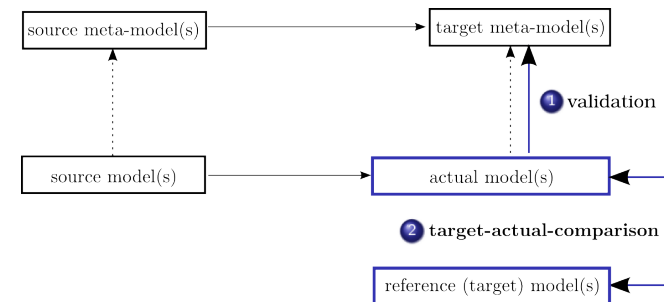 source meta-model(s)
target meta-model(s)
1 validation
source model(s)
actual model(s)
2 target-actual-comparison
reference (target) model(s)